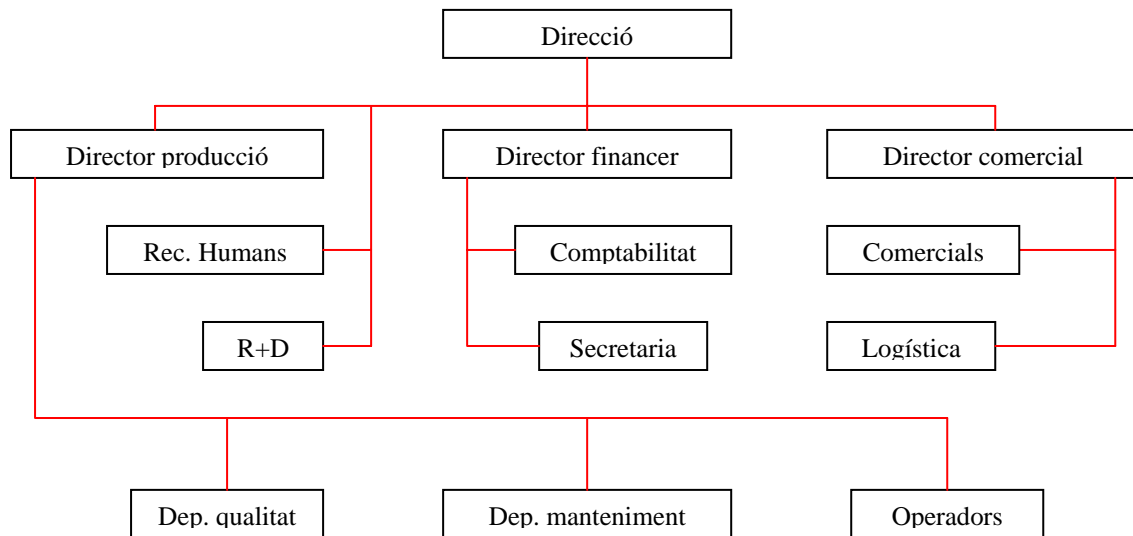 Direcció
Director producció
Director financer
Director comercial
Rec. Humans
Comptabilitat
Comercials
R+D
Secretaria
Logística
Dep. qualitat
Dep. manteniment
Operadors